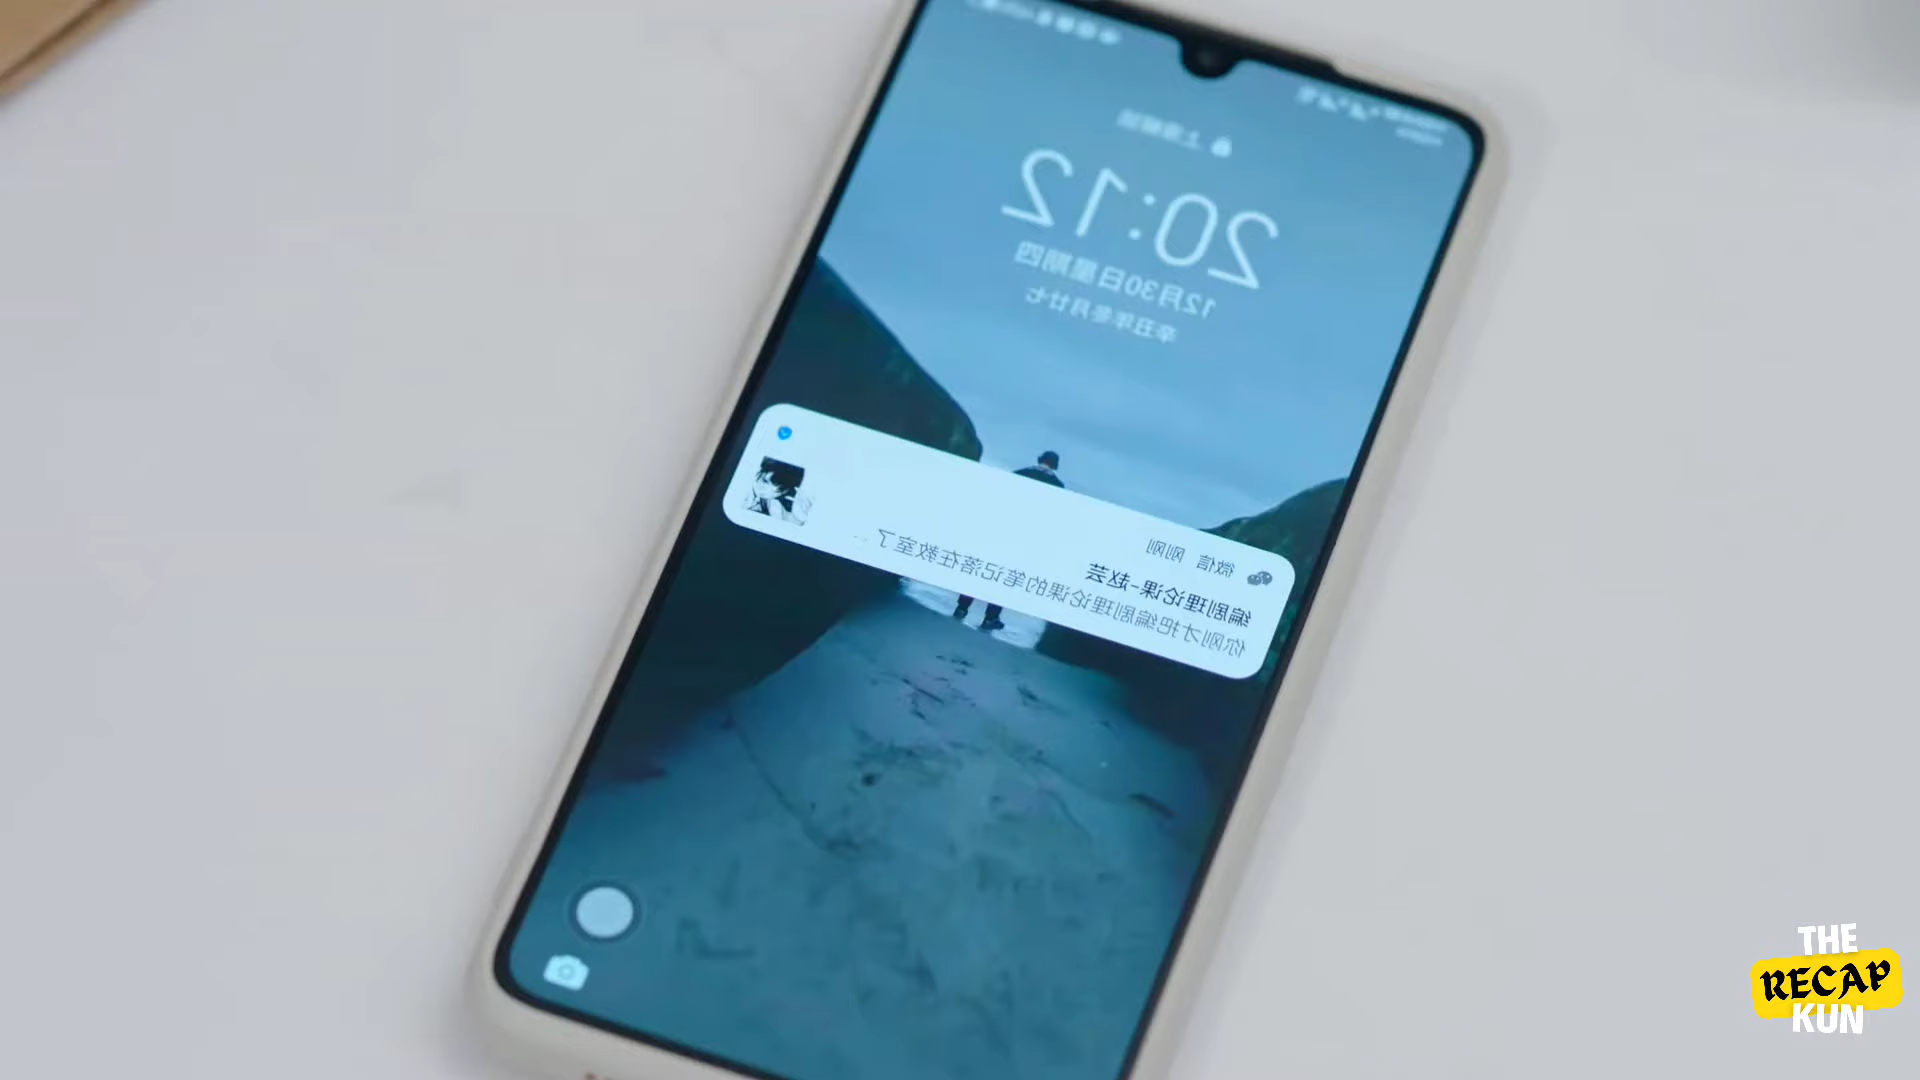 20:12
12月30日星期四
辛丑年冬月廿七
微信 刚刚
编剧理论课-赵芸
你刚才把编剧理论课的笔记落在教室了
THE
RECAP
KUN